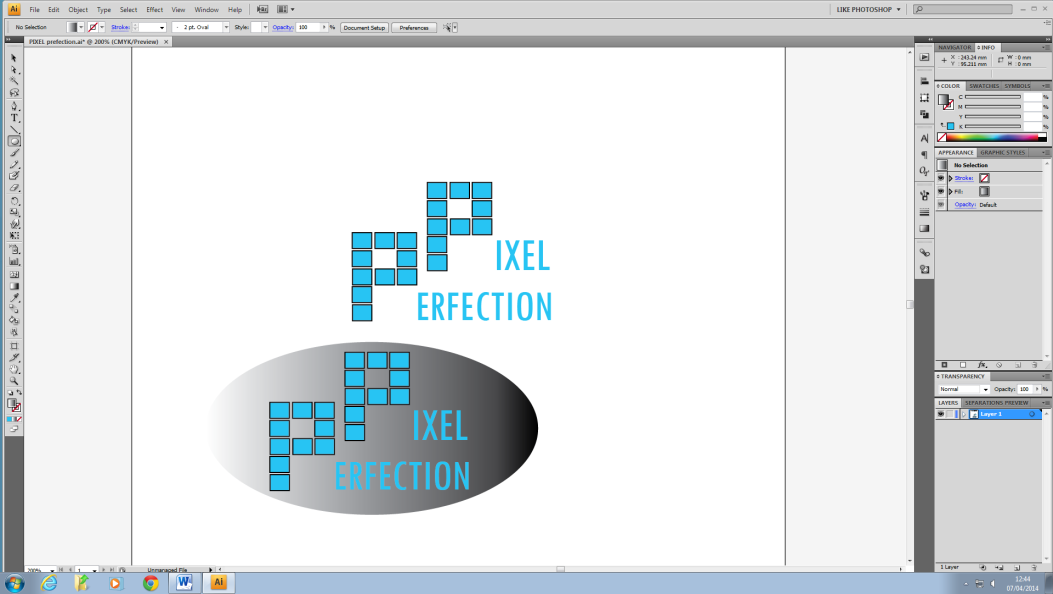 Ai File Edit Object Type Select Effect View Window Help Br LIKE PHOTOSHOP
No Selection Stroke: 2 pt. Oval Style: Opacity: 100 % Document Setup Preferences
PIXEL prefection.ai* @ 200% (CMYK/Preview) ×
NAVIGATOR INFO
X : 243.24 mm W : 0 mm
Y : 95.211 mm H : 0 mm
COLOR SWATCHES SYMBOLS
C %
M %
Y %
K %
APPEARANCE GRAPHIC STYLES
No Selection
Stroke:
Fill:
Opacity: Default
IXEL
ERFECTION
IXEL
ERFECTION
TRANSPARENCY
Normal Opacity: 100 %
LAYERS SEPARATIONS PREVIEW
Layer 1
1 Layer
200% 1 Unmanaged File
W Ai
12:44
07/04/2014